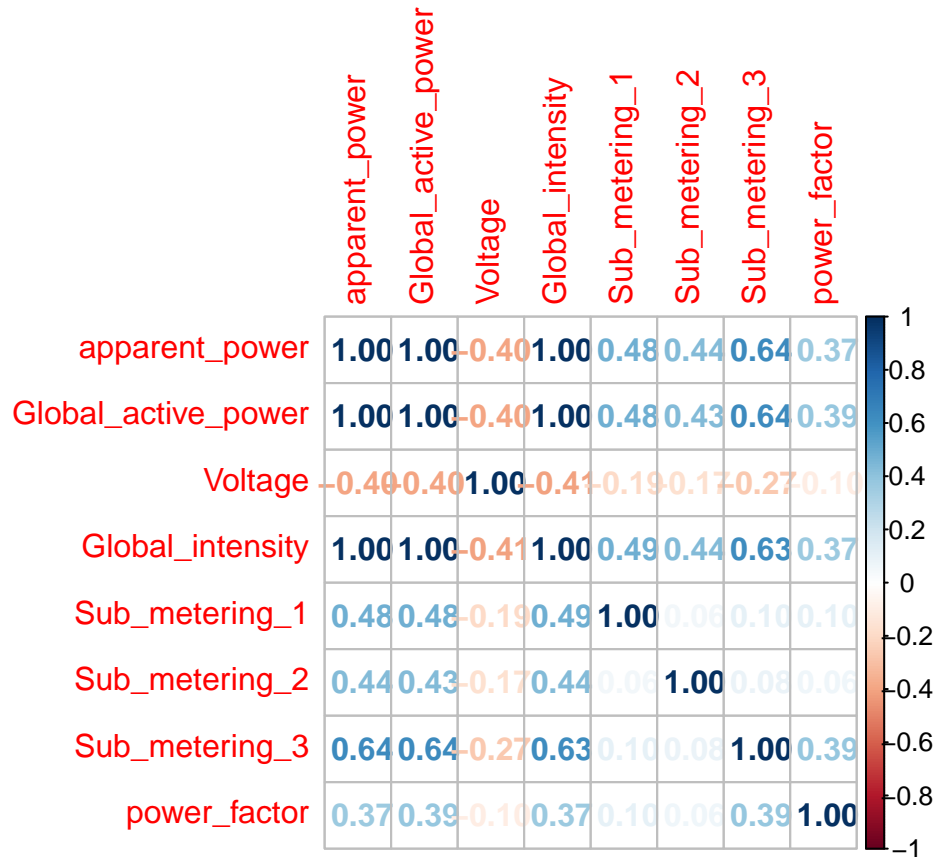 apparent_power
Global_active_power
Voltage
Global_intensity
Sub_metering_1
Sub_metering_2
Sub_metering_3
power_factor
apparent_power 1.00 1.00 −0.40 1.00 0.48 0.44 0.64 0.37
Global_active_power 1.00 1.00 −0.40 1.00 0.48 0.43 0.64 0.39
Voltage −0.40 −0.40 1.00 −0.41 −0.19 −0.17 −0.27 −0.10
Global_intensity 1.00 1.00 −0.41 1.00 0.49 0.44 0.63 0.37
Sub_metering_1 0.48 0.48 −0.19 0.49 1.00 0.06 0.10 0.10
Sub_metering_2 0.44 0.43 −0.17 0.44 0.06 1.00 0.08 0.06
Sub_metering_3 0.64 0.64 −0.27 0.63 0.10 0.08 1.00 0.39
power_factor 0.37 0.39 −0.10 0.37 0.10 0.06 0.39 1.00
1
0.8
0.6
0.4
0.2
0
−0.2
−0.4
−0.6
−0.8
−1